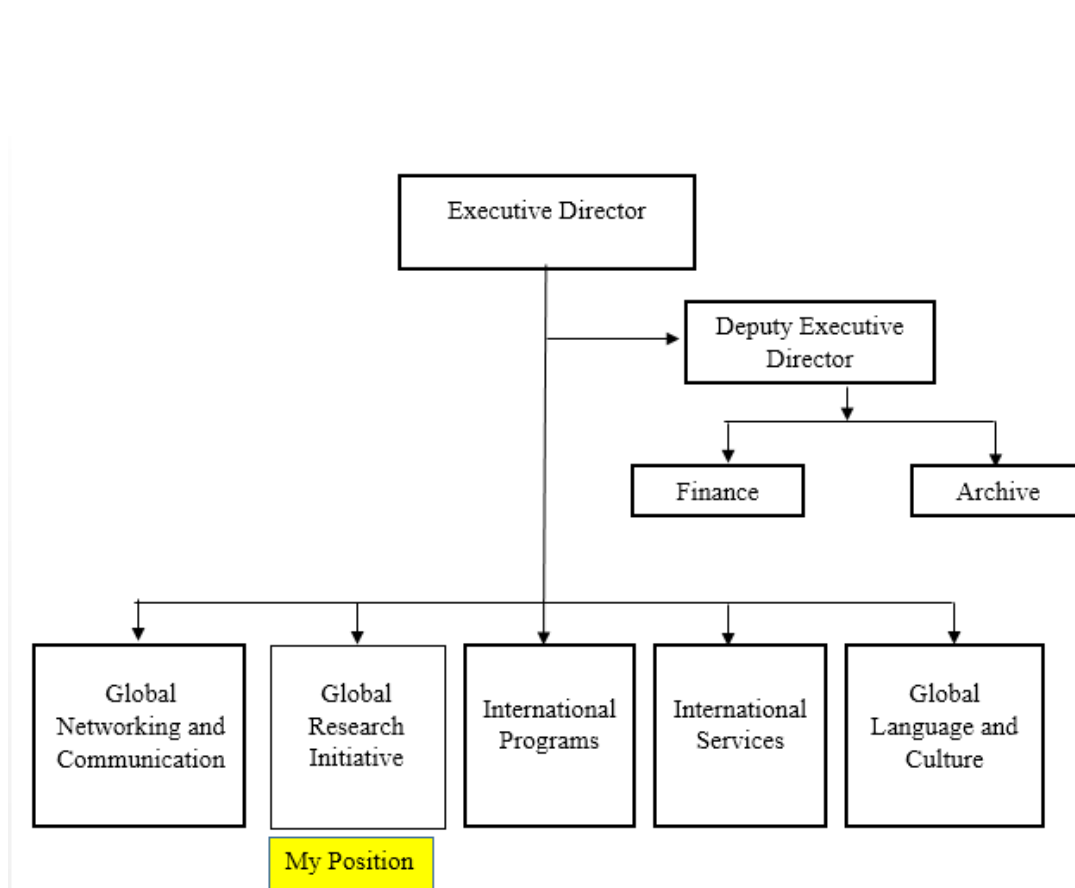 Executive Director
Deputy Executive
Director
Finance
Archive
Global
Networking and
Communication
Global
Research
Initiative
International
Programs
International
Services
Global
Language and
Culture
My Position